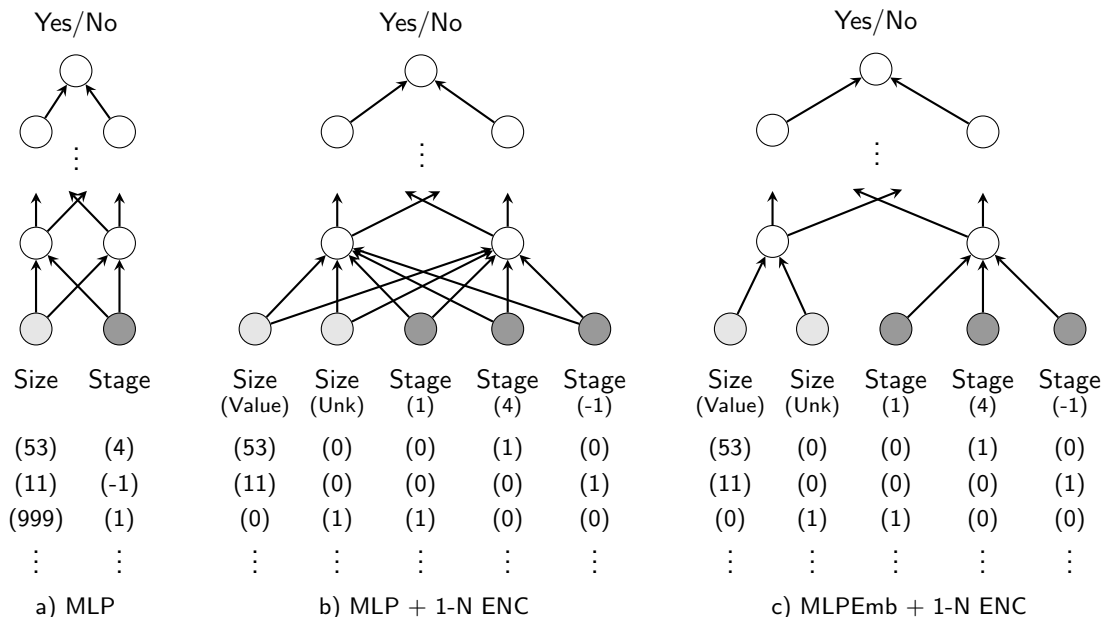 Yes/No Yes/No Yes/No
⋮ ⋮ ⋮
Size Stage Size Size Stage Stage Stage Size Size Stage Stage Stage
(Value) (Unk) (1) (4) (-1) (Value) (Unk) (1) (4) (-1)
(53) (4) (53) (0) (0) (1) (0) (53) (0) (0) (1) (0)
(11) (-1) (11) (0) (0) (0) (1) (11) (0) (0) (0) (1)
(999) (1) (0) (1) (1) (0) (0) (0) (1) (1) (0) (0)
⋮ ⋮ ⋮ ⋮ ⋮ ⋮ ⋮ ⋮ ⋮ ⋮ ⋮ ⋮
a) MLP b) MLP + 1-N ENC c) MLPEmb + 1-N ENC